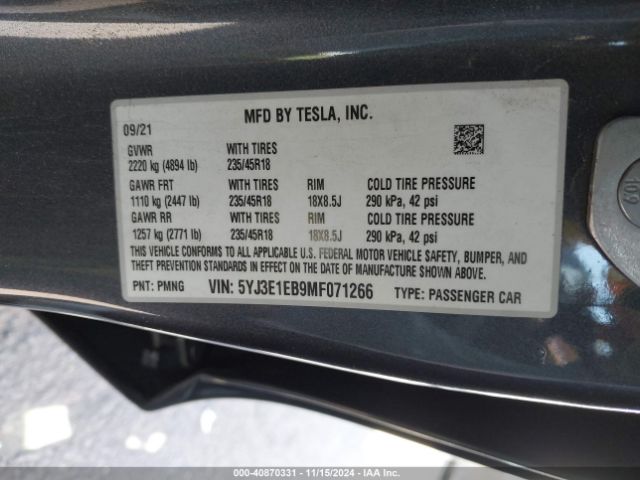 MFD BY TESLA, INC.
09/21
GVWR WITH TIRES
2220 kg (4894 lb) 235/45R18
GAWR FRT WITH TIRES RIM COLD TIRE PRESSURE
1110 kg (2447 lb) 235/45R18 18X8.5J 290 kPa, 42 psi
GAWR RR WITH TIRES RIM COLD TIRE PRESSURE
1257 kg (2771 lb) 235/45R18 18X8.5J 290 kPa, 42 psi
THIS VEHICLE CONFORMS TO ALL APPLICABLE U.S. FEDERAL MOTOR VEHICLE SAFETY, BUMPER, AND
THEFT PREVENTION STANDARDS IN EFFECT ON THE DATE OF MANUFACTURE SHOWN ABOVE.
PNT: PMNG VIN: 5YJ3E1EB9MF071266 TYPE: PASSENGER CAR
10.9
000-40870331 - 11/15/2024 - IAA Inc.